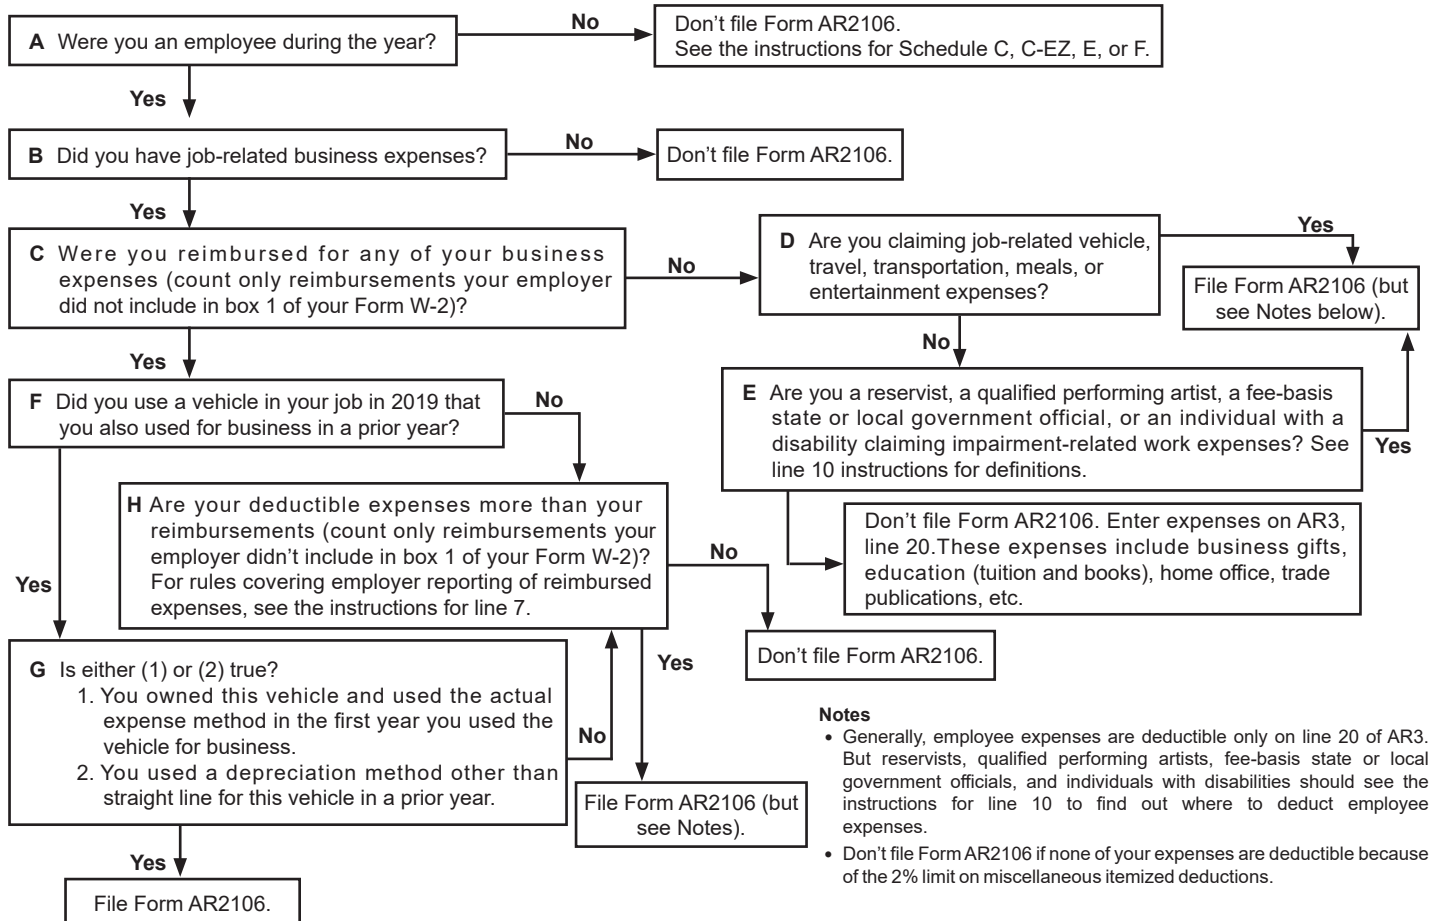 A Were you an employee during the year?
No
Don't file Form AR2106.
See the instructions for Schedule C, C-EZ, E, or F.
Yes
B Did you have job-related business expenses?
No
Don't file Form AR2106.
Yes
C Were you reimbursed for any of your business
expenses (count only reimbursements your employer
did not include in box 1 of your Form W-2)?
No
D Are you claiming job-related vehicle,
travel, transportation, meals, or
entertainment expenses?
Yes
File Form AR2106 (but
see Notes below).
No
Yes
E Are you a reservist, a qualified performing artist, a fee-basis
state or local government official, or an individual with a
disability claiming impairment-related work expenses? See
line 10 instructions for definitions.
Yes
Don't file Form AR2106. Enter expenses on AR3,
line 20.These expenses include business gifts,
education (tuition and books), home office, trade
publications, etc.
F Did you use a vehicle in your job in 2019 that
you also used for business in a prior year?
No
H Are your deductible expenses more than your
reimbursements (count only reimbursements your
employer didn't include in box 1 of your Form W-2)?
For rules covering employer reporting of reimbursed
expenses, see the instructions for line 7.
No
Don't file Form AR2106.
Yes
Yes
G Is either (1) or (2) true?
1. You owned this vehicle and used the actual
expense method in the first year you used the
vehicle for business.
2. You used a depreciation method other than
straight line for this vehicle in a prior year.
No
File Form AR2106 (but
see Notes).
Yes
File Form AR2106.
Notes
• Generally, employee expenses are deductible only on line 20 of AR3.
But reservists, qualified performing artists, fee-basis state or local
government officials, and individuals with disabilities should see the
instructions for line 10 to find out where to deduct employee
expenses.
• Don't file Form AR2106 if none of your expenses are deductible because
of the 2% limit on miscellaneous itemized deductions.